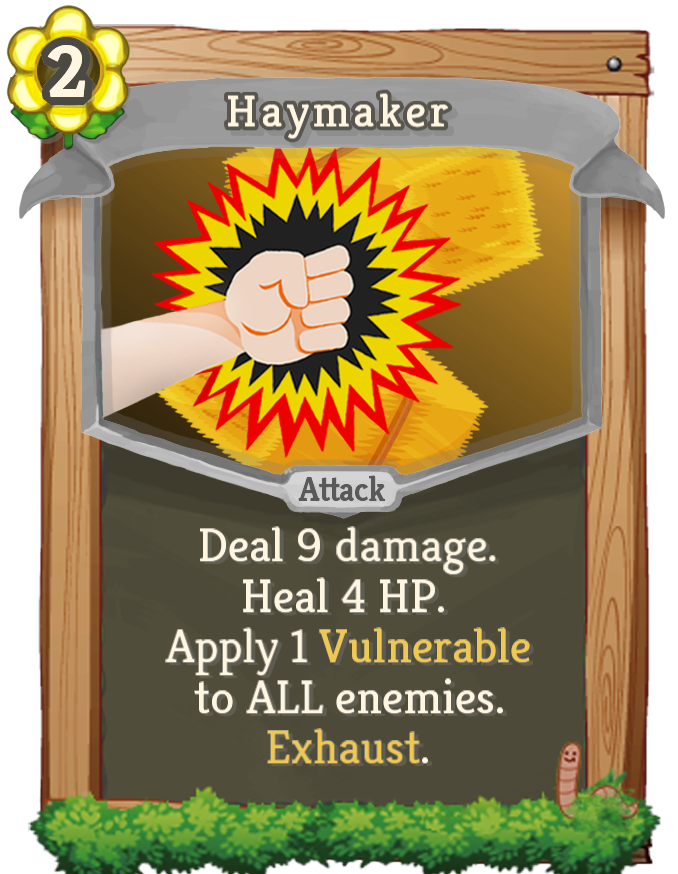 2
Haymaker
Attack
Deal 9 damage.
Heal 4 HP.
Apply 1 Vulnerable
to ALL enemies.
Exhaust.